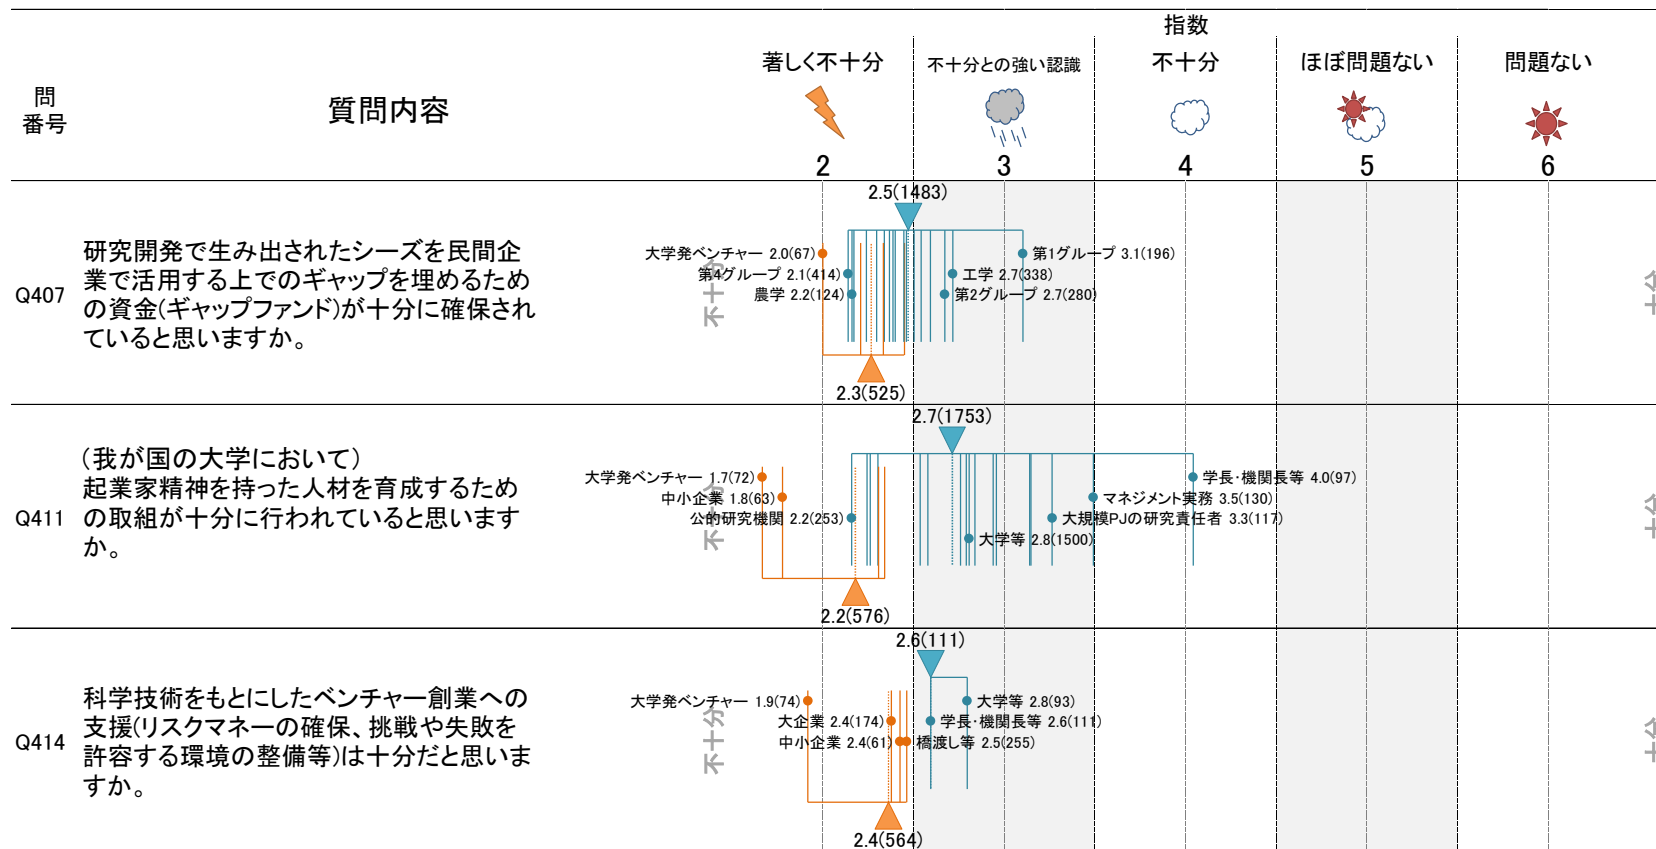 指数
著しく不十分
不十分との強い認識
不十分
ほぼ問題ない
問題ない
問
番号
質問内容
2
3
4
5
6
Q407
研究開発で生み出されたシーズを民間企
業で活用する上でのギャップを埋めるため
の資金(ギャップファンド)が十分に確保され
ていると思いますか。
不十分
2.5(1483)
大学発ベンチャー 2.0(67)
第4グループ 2.1(414)
農学 2.2(124)
第1グループ 3.1(196)
工学 2.7(338)
第2グループ 2.7(280)
2.3(525)
十分
Q411
(我が国の大学において)
起業家精神を持った人材を育成するため
の取組が十分に行われていると思います
か。
不十分
2.7(1753)
大学発ベンチャー 1.7(72)
中小企業 1.8(63)
公的研究機関 2.2(253)
学長・機関長等 4.0(97)
マネジメント実務 3.5(130)
大規模PJの研究責任者 3.3(117)
大学等 2.8(1500)
2.2(576)
十分
Q414
科学技術をもとにしたベンチャー創業への
支援(リスクマネーの確保、挑戦や失敗を
許容する環境の整備等)は十分だと思いま
すか。
不十分
2.6(111)
大学発ベンチャー 1.9(74)
大企業 2.4(174)
中小企業 2.4(61)
大学等 2.8(93)
学長・機関長等 2.6(111)
橋渡し等 2.5(255)
2.4(564)
十分